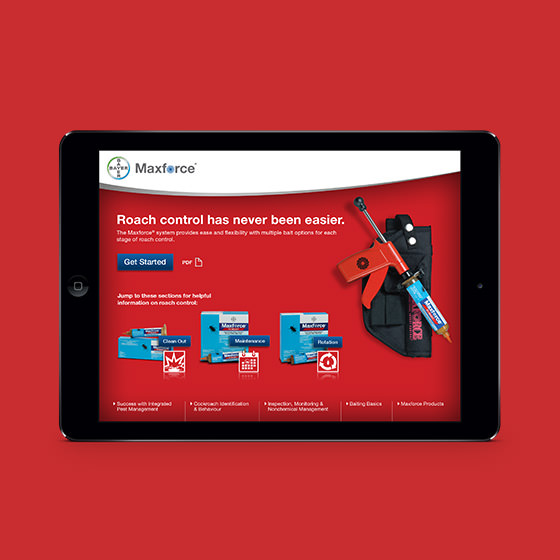 BAYER
BAYER
Maxforce®
Roach control has never been easier.
The Maxforce® system provides ease and flexibility with multiple bait options for each
stage of roach control.
Get Started
PDF
Jump to these sections for helpful
information on roach control:
Clean Out
Maxforce
Maintenance
Maxforce
Rotation
Maxforce
Success with Integrated
Pest Management
Cockroach Identification
& Behaviour
Inspection, Monitoring &
Nonchemical Management
Baiting Basics
Maxforce Products